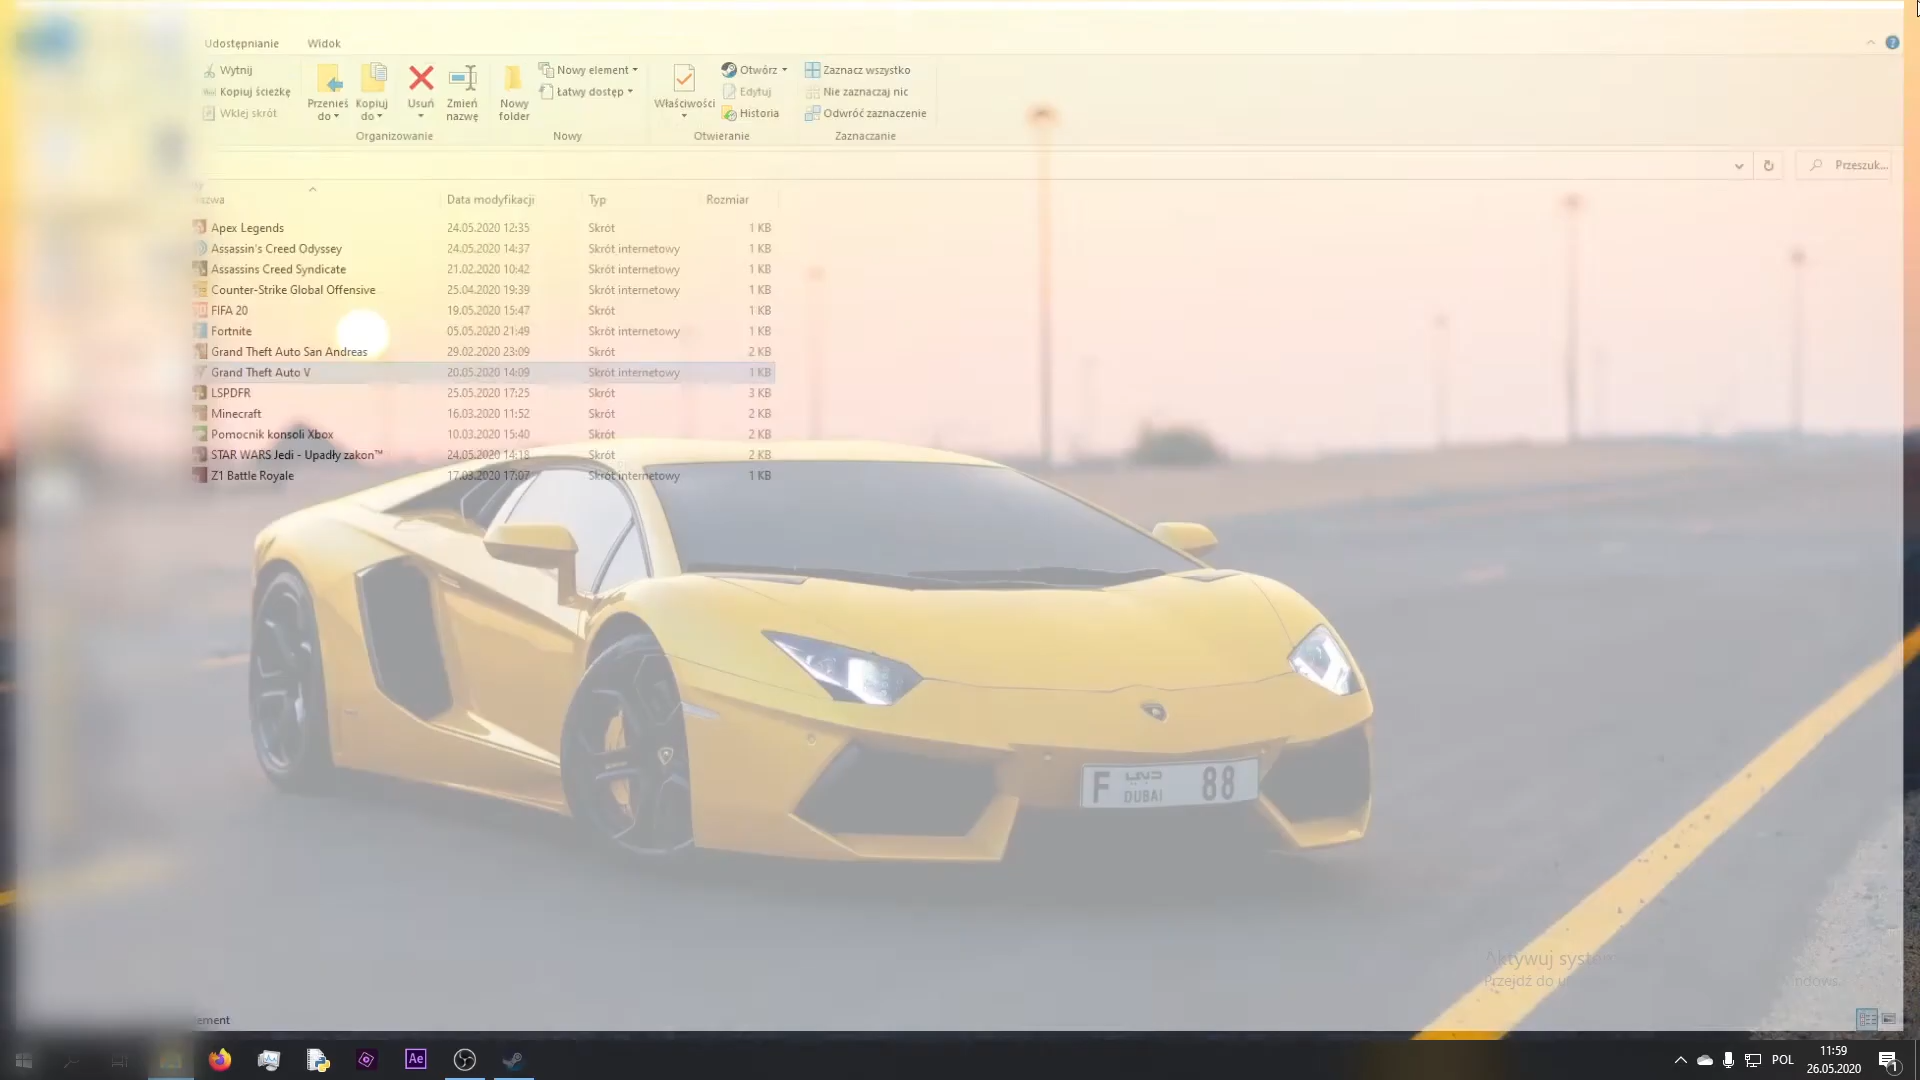 Udostępnianie Widok
Wytnij
Kopiuj ścieżkę
Wklej skrót
Przenieś do
Kopiuj do
Usuń
Zmień nazwę
Organizowanie
Nowy folder
Nowy element
Łatwy dostęp
Nowy
Właściwości
Otwórz
Edytuj
Historia
Otwieranie
Zaznacz wszystko
Nie zaznaczaj nic
Odwróć zaznaczenie
Zaznaczanie
Przeszuk...
Data modyfikacji Typ Rozmiar
Apex Legends 24.05.2020 12:35 Skrót 1 KB
Assassin's Creed Odyssey 24.05.2020 14:37 Skrót internetowy 1 KB
Assassins Creed Syndicate 21.02.2020 10:42 Skrót internetowy 1 KB
Counter-Strike Global Offensive 25.04.2020 19:39 Skrót internetowy 1 KB
FIFA 20 19.05.2020 15:47 Skrót 1 KB
Fortnite 05.05.2020 21:49 Skrót internetowy 1 KB
Grand Theft Auto San Andreas 29.02.2020 23:09 Skrót 2 KB
Grand Theft Auto V 20.05.2020 14:09 Skrót internetowy 1 KB
LSPDFR 25.05.2020 17:25 Skrót 3 KB
Minecraft 16.03.2020 11:52 Skrót 2 KB
Pomocnik konsoli Xbox 10.03.2020 15:40 Skrót 2 KB
STAR WARS Jedi - Upadły zakon™ 24.05.2020 14:18 Skrót 2 KB
Z1 Battle Royale 17.03.2020 17:07 Skrót internetowy 1 KB
F دبي 88
DUBAI
Aktywuj system
Przejdź do
Ae
POL
11:59
26.05.2020
1